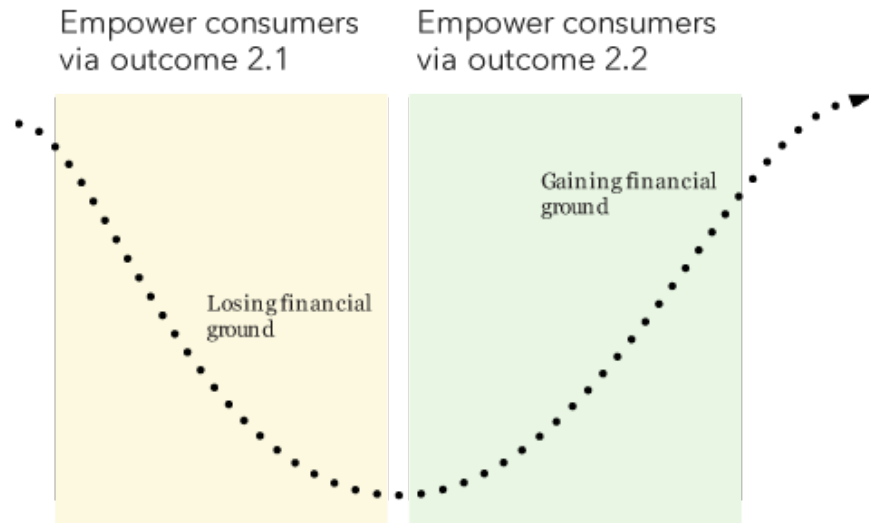 Empower consumers
via outcome 2.1
Empower consumers
via outcome 2.2
Losing financial
ground
Gaining financial
ground